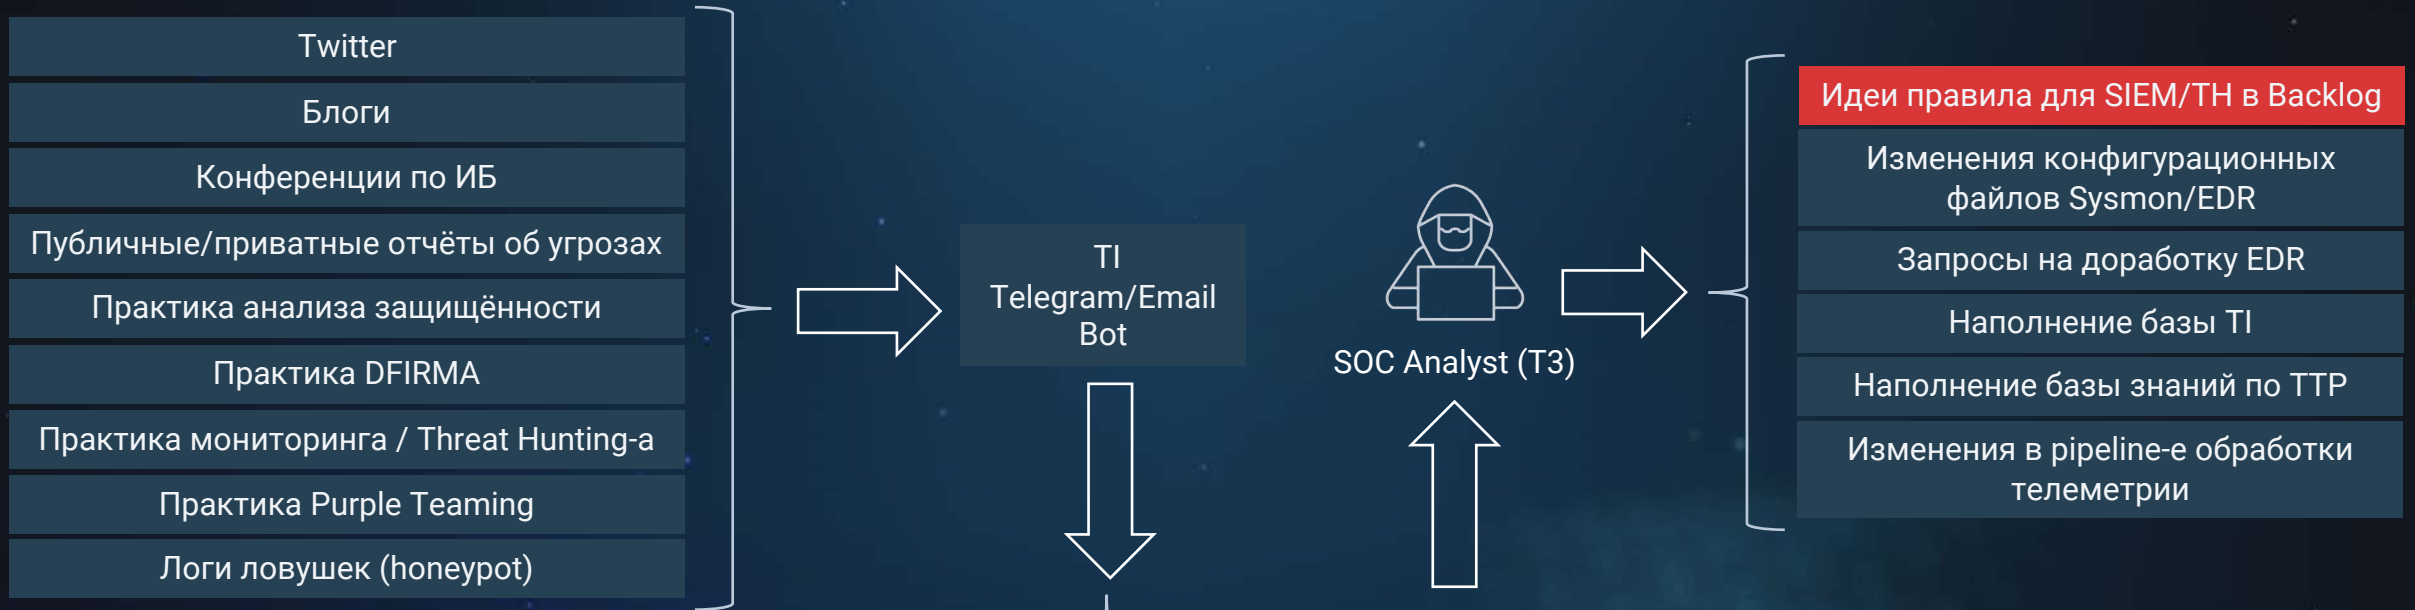 Twitter
Блоги
Конференции по ИБ
Публичные/приватные отчёты об угрозах
Практика анализа защищённости
Практика DFIRMA
Практика мониторинга / Threat Hunting-а
Практика Purple Teaming
Логи ловушек (honeypot)
TI
Telegram/Email
Bot
SOC Analyst (T3)
Идеи правила для SIEM/TH в Backlog
Изменения конфигурационных
файлов Sysmon/EDR
Запросы на доработку EDR
Наполнение базы TI
Наполнение базы знаний по TTP
Изменения в pipeline-е обработки
телеметрии